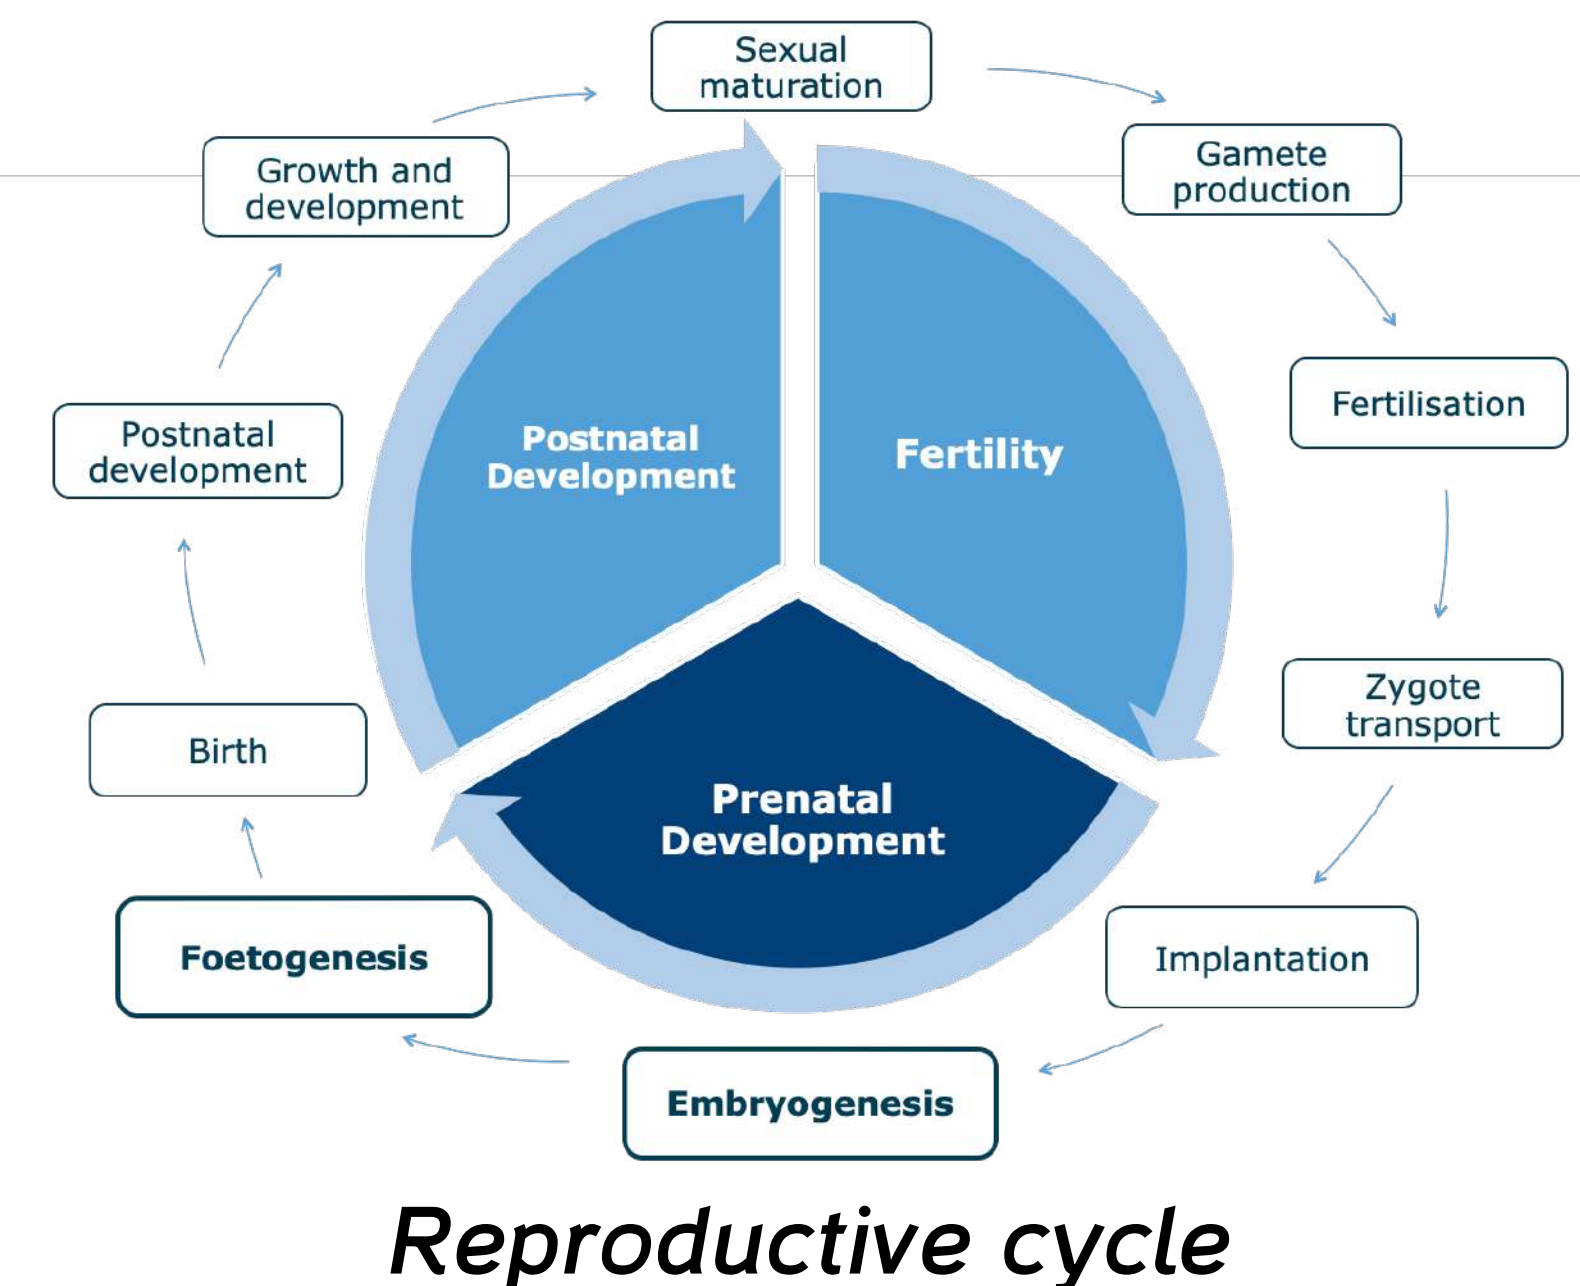 Sexual
maturation
Gamete
production
Fertilisation
Zygote
transport
Implantation
Embryogenesis
Foetogenesis
Birth
Postnatal
development
Growth and
development
Postnatal
Development
Fertility
Prenatal
Development
Reproductive cycle